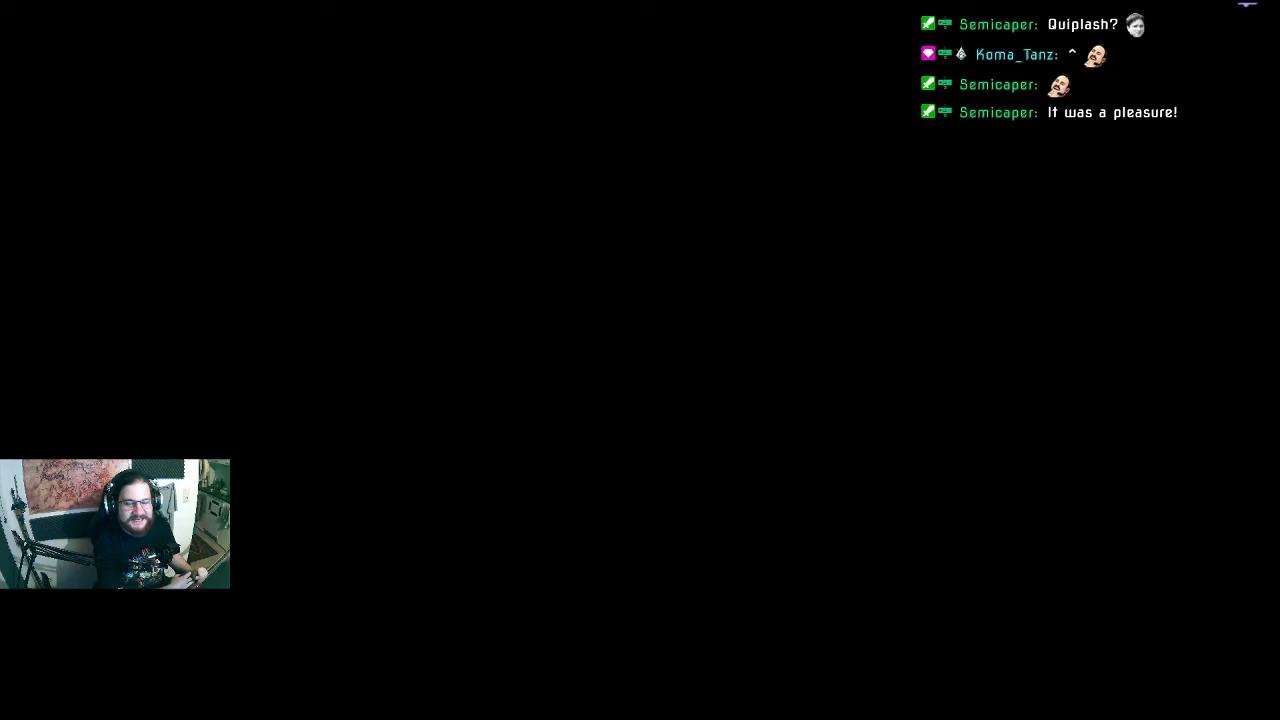 Semicaper: Quiplash?
Koma_Tanz: ^
Semicaper:
Semicaper: It was a pleasure!